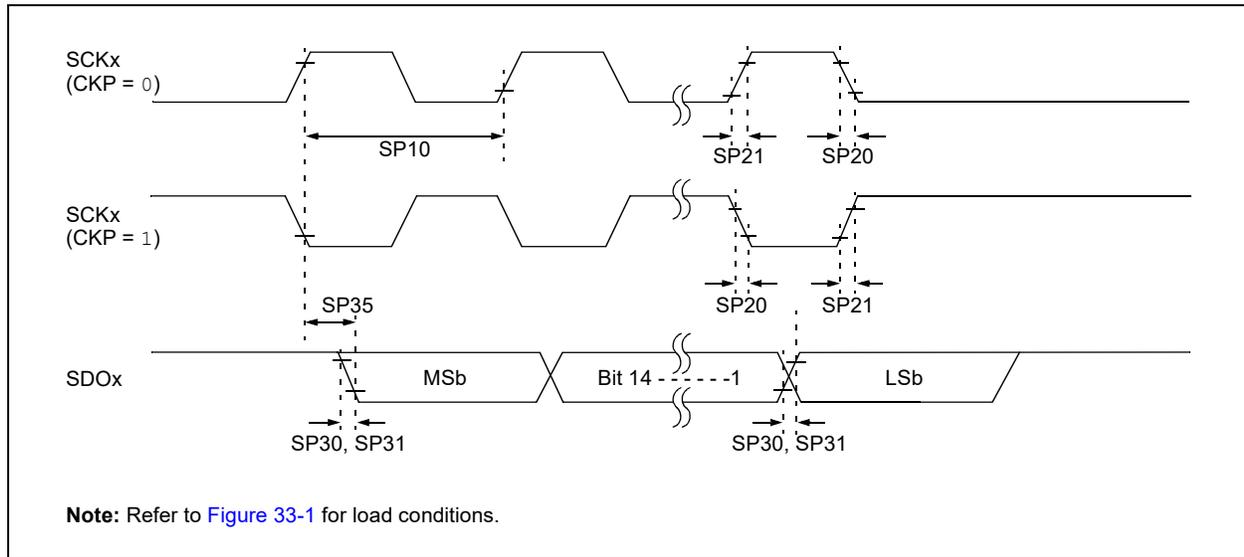 SCKx
(CKP = 0)
SP10
SP21
SP20
SCKx
(CKP = 1)
SP20
SP21
SP35
SDOx
MSb
Bit 14 - - - - - -1
LSb
SP30, SP31
SP30, SP31
Note: Refer to Figure 33-1 for load conditions.